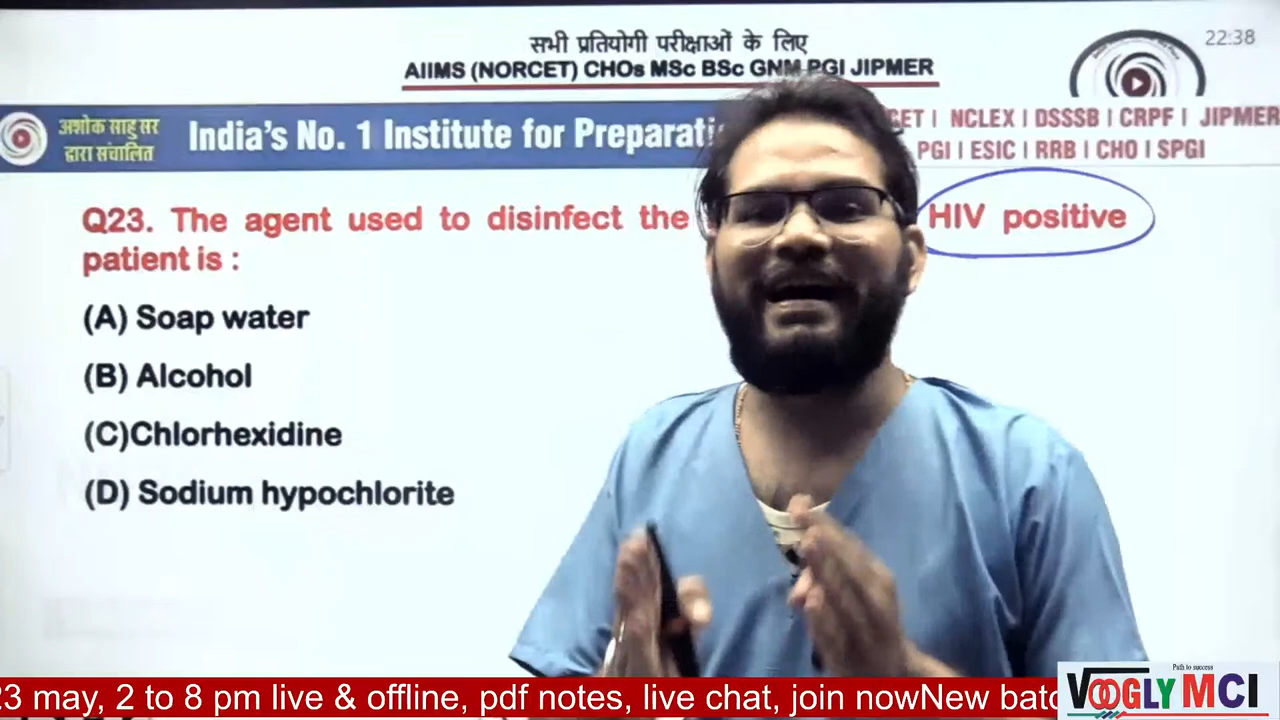 सभी प्रतियोगी परीक्षाओं के लिए
22:38
AIIMS (NORCET) CHOs MSc BSc GNM PGI JIPMER
अशोक साहु सर
द्वारा संचालित
India's No. 1 Institute for
CET I NCLEX I DSSSB I CRPF I JIPMER
PGI I ESIC I RRB I CHO I SPGI
Q23. The agent used to disinfect the HIV positive
patient is :
(A) Soap water
(B) Alcohol
(C)Chlorhexidine
(D) Sodium hypochlorite
Path to success
VOOGLY MCI
23 may, 2 to 8 pm live & offline, pdf notes, live chat, join nowNew